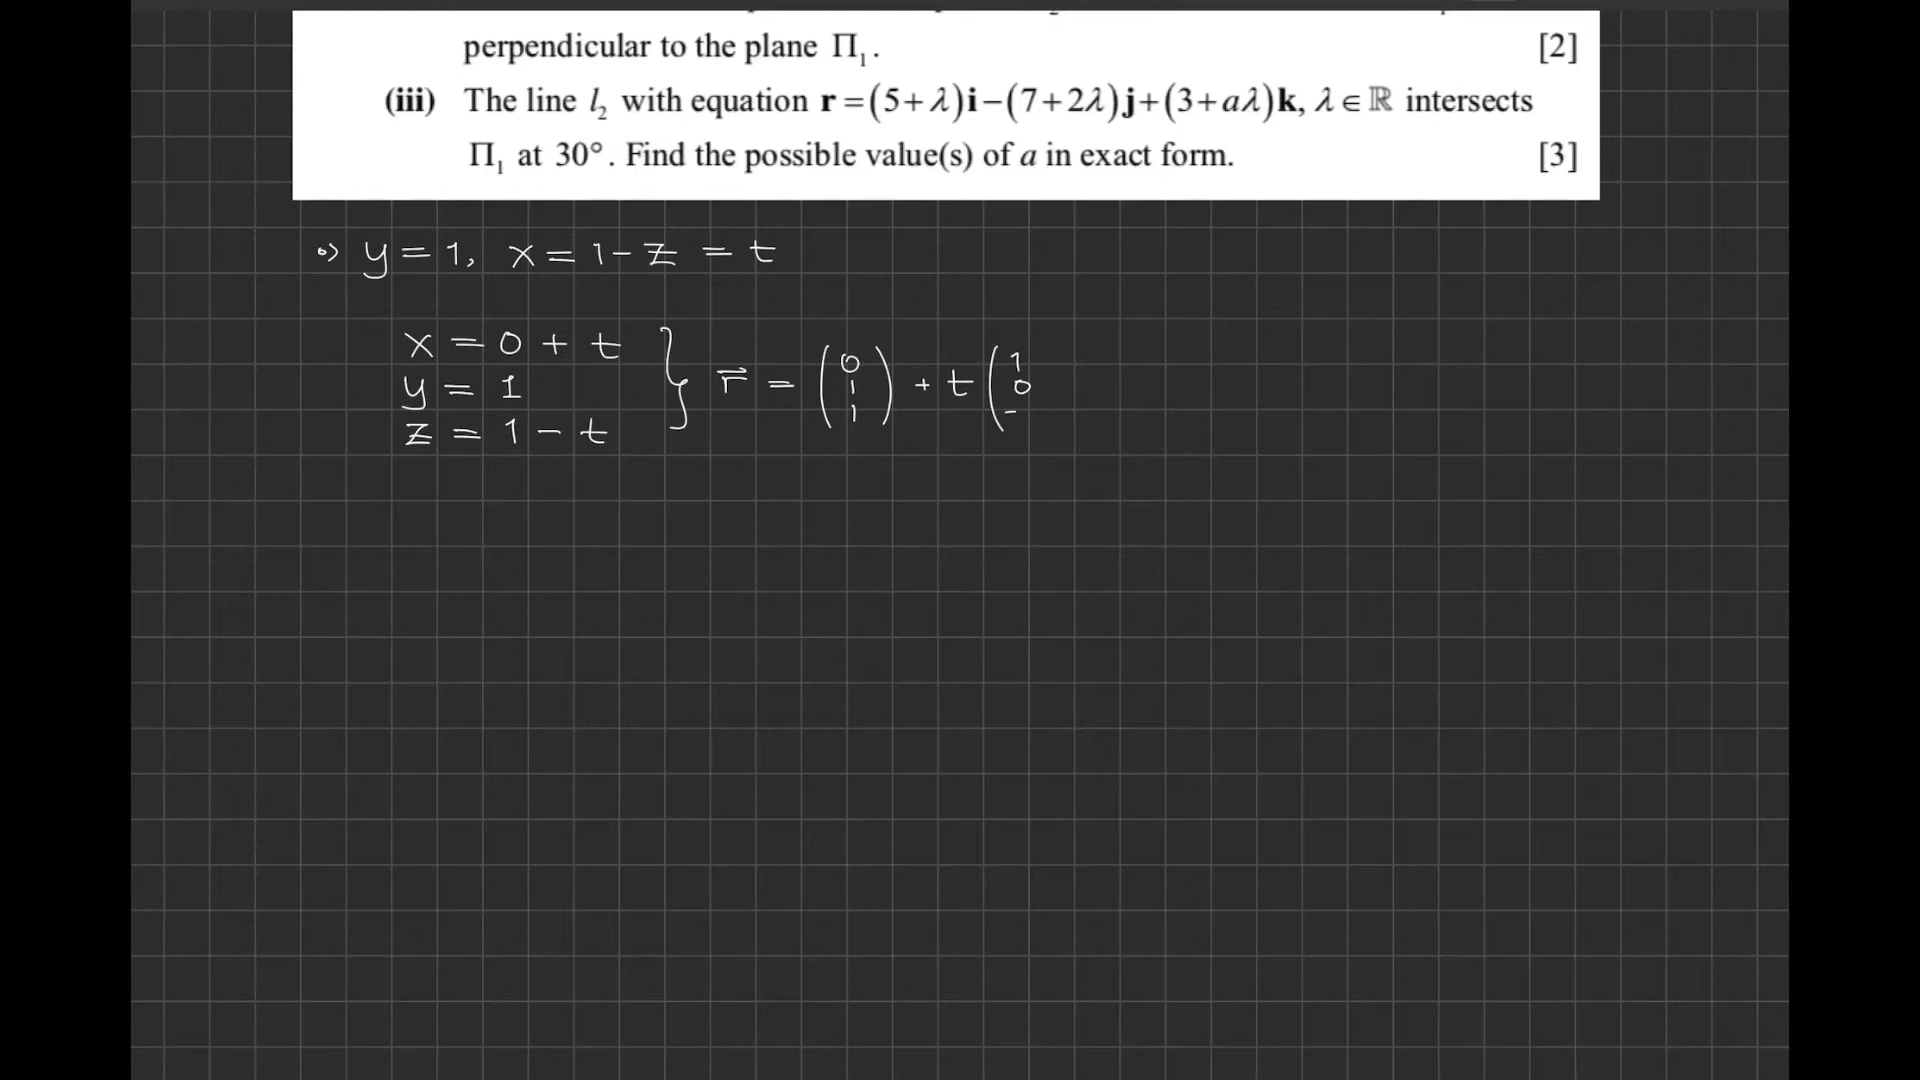 perpendicular to the plane Π₁. [2]
(iii) The line l₂ with equation r=(5+λ)i−(7+2λ)j+(3+aλ)k, λ∈ℝ intersects
Π₁ at 30°. Find the possible value(s) of a in exact form. [3]
i) y = 1, x = 1 − z = t
x = 0 + t
y = 1
z = 1 − t
} r⃗ = (0 1 1) + t (1 0 −